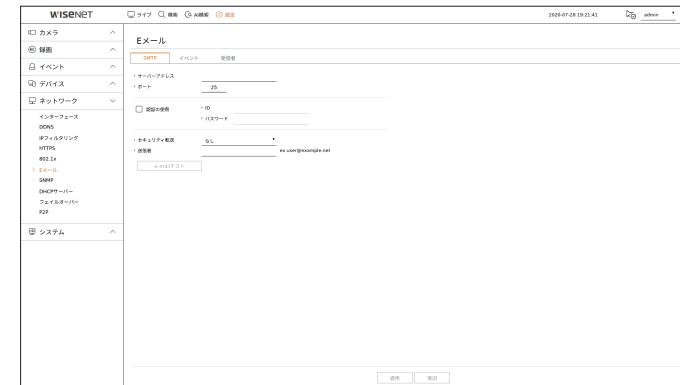 WISENET
ライブ 検索 AI検索 設定 2020-07-28 19:21:41 admin
カメラ
録画
イベント
デバイス
ネットワーク
インターフェース
DDNS
IPフィルタリング
HTTPS
802.1x
Eメール
SNMP
DHCPサーバー
フェイルオーバー
P2P
システム
Eメール
SMTP イベント 受信者
サーバーアドレス
ポート 25
認証の使用 ID
パスワード
セキュリティ転送 なし
送信者 ex.user@example.net
e-mailテスト
適用 復旧